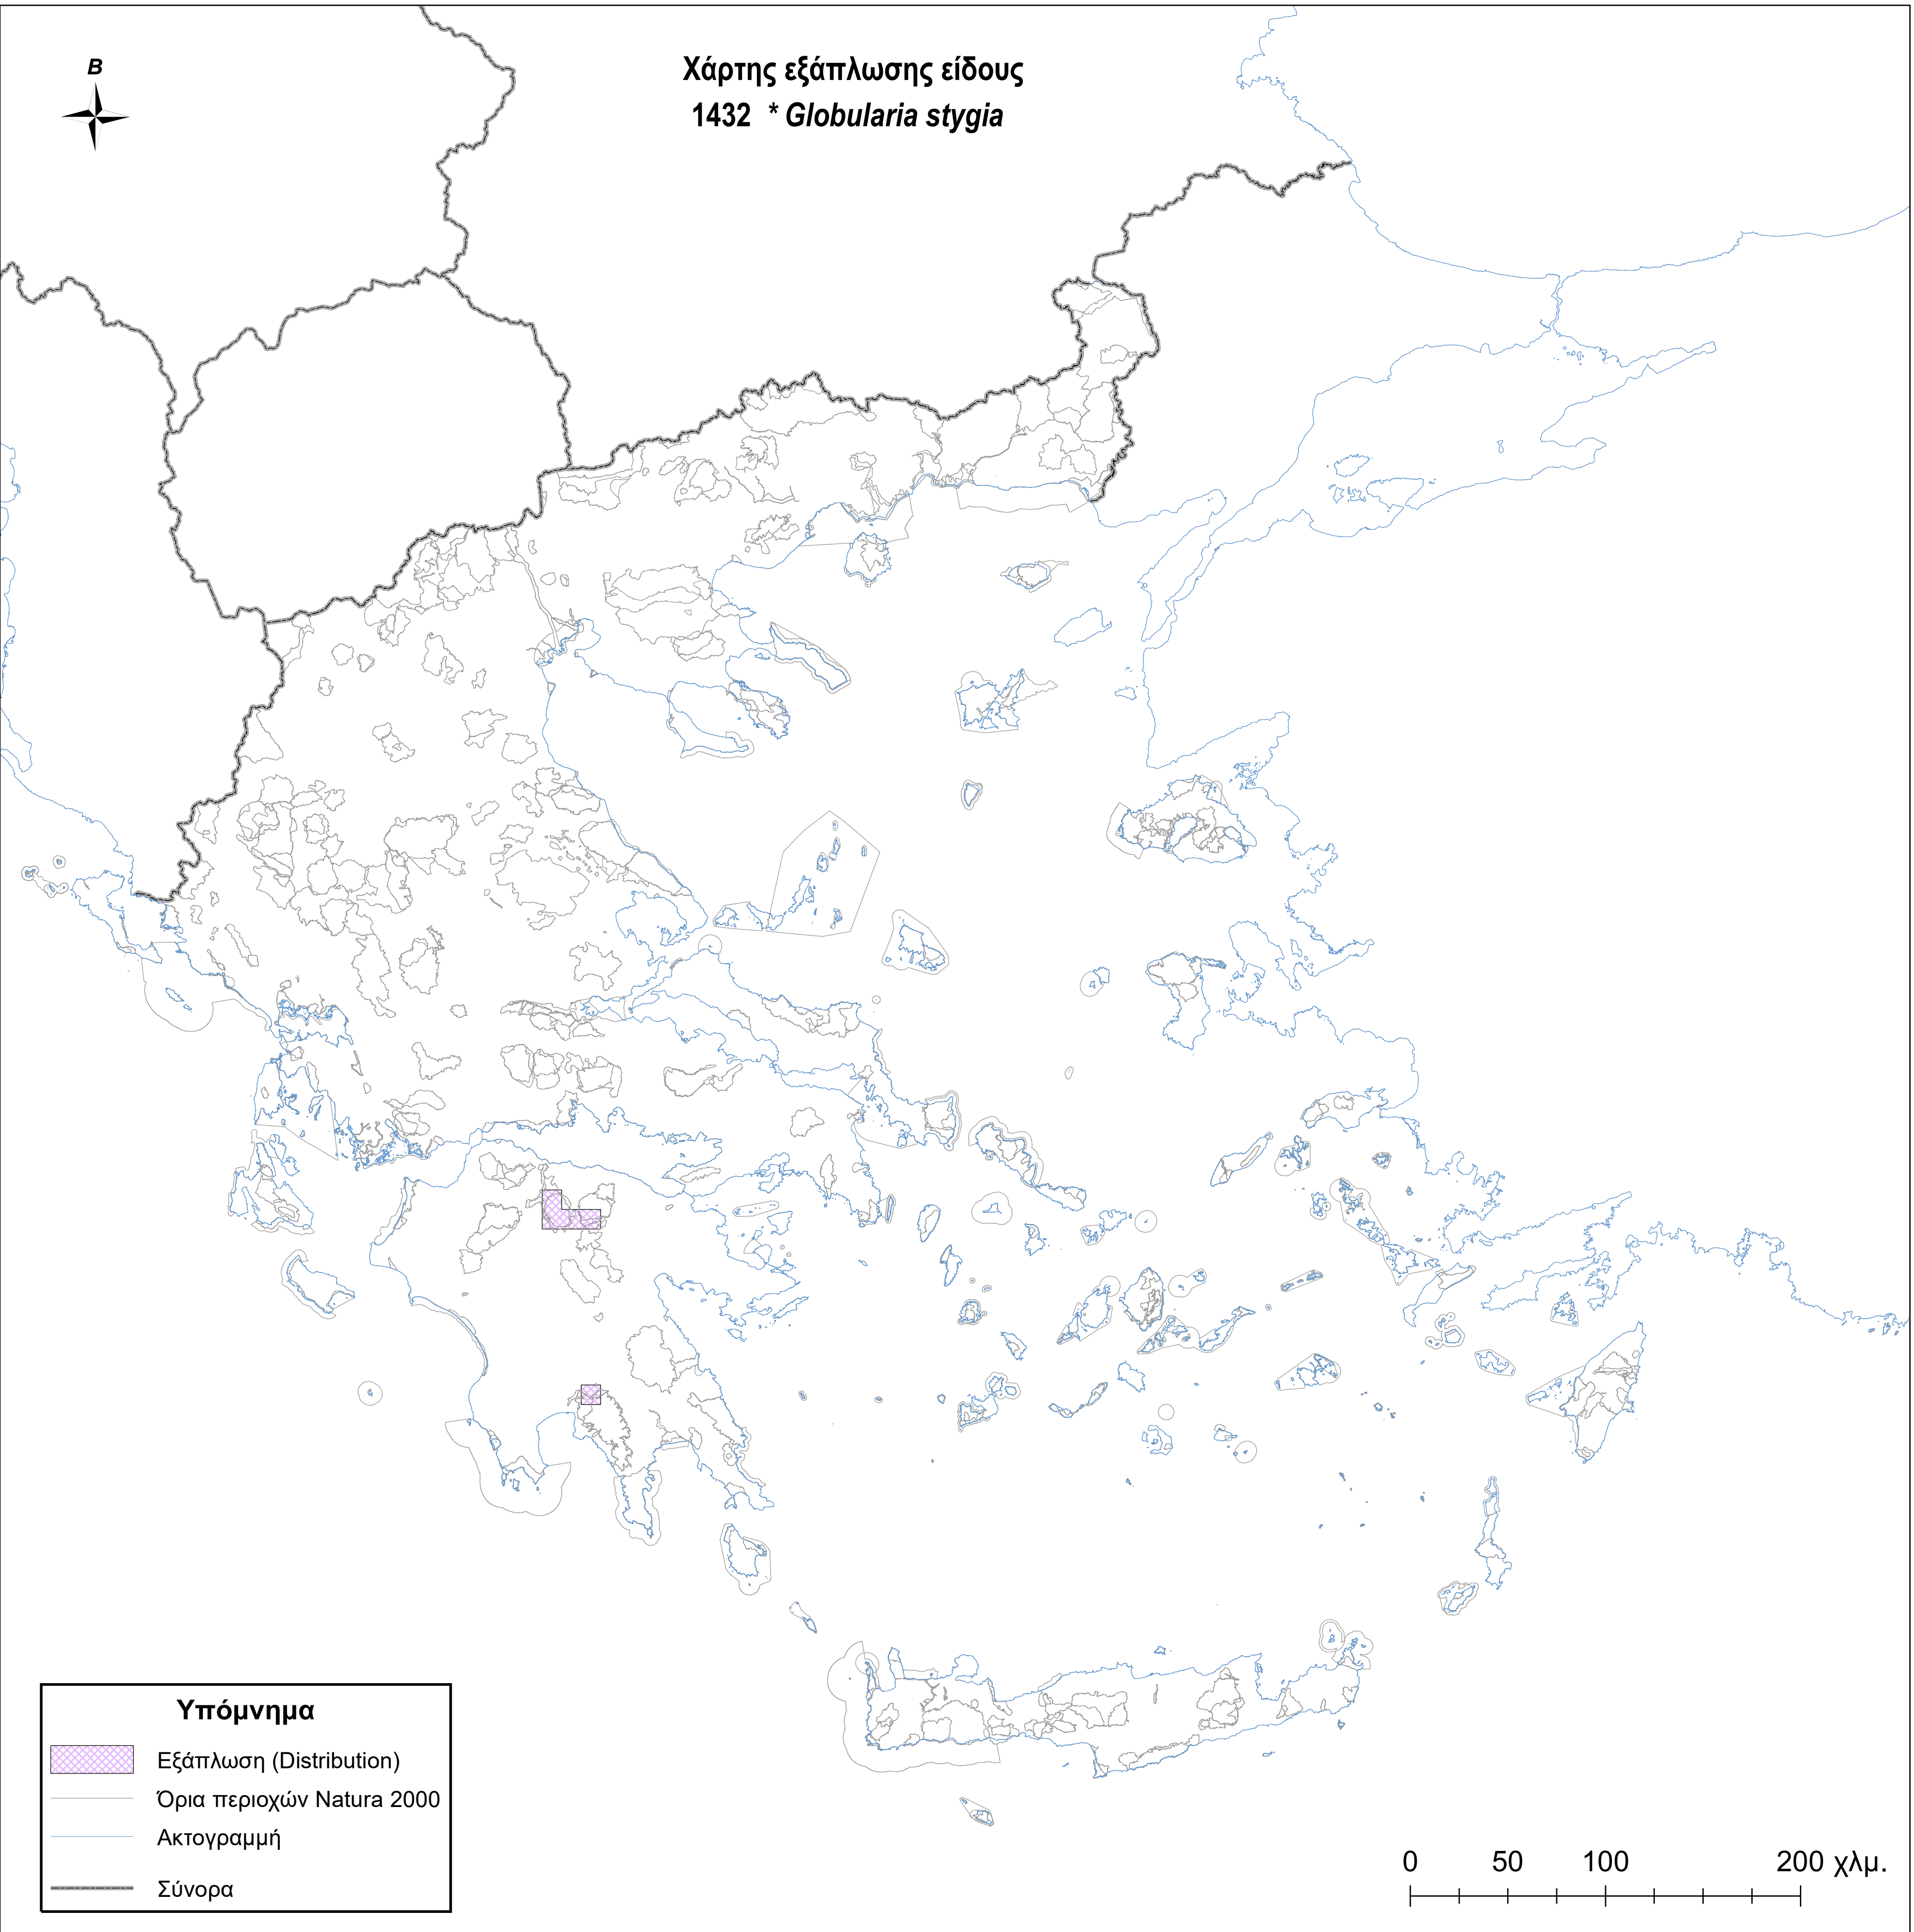 Χάρτης εξάπλωσης είδους
1432 * Globularia stygia
Β
Υπόμνημα
Εξάπλωση (Distribution)
Όρια περιοχών Natura 2000
Ακτογραμμή
Σύνορα
0 50 100 200 χλμ.